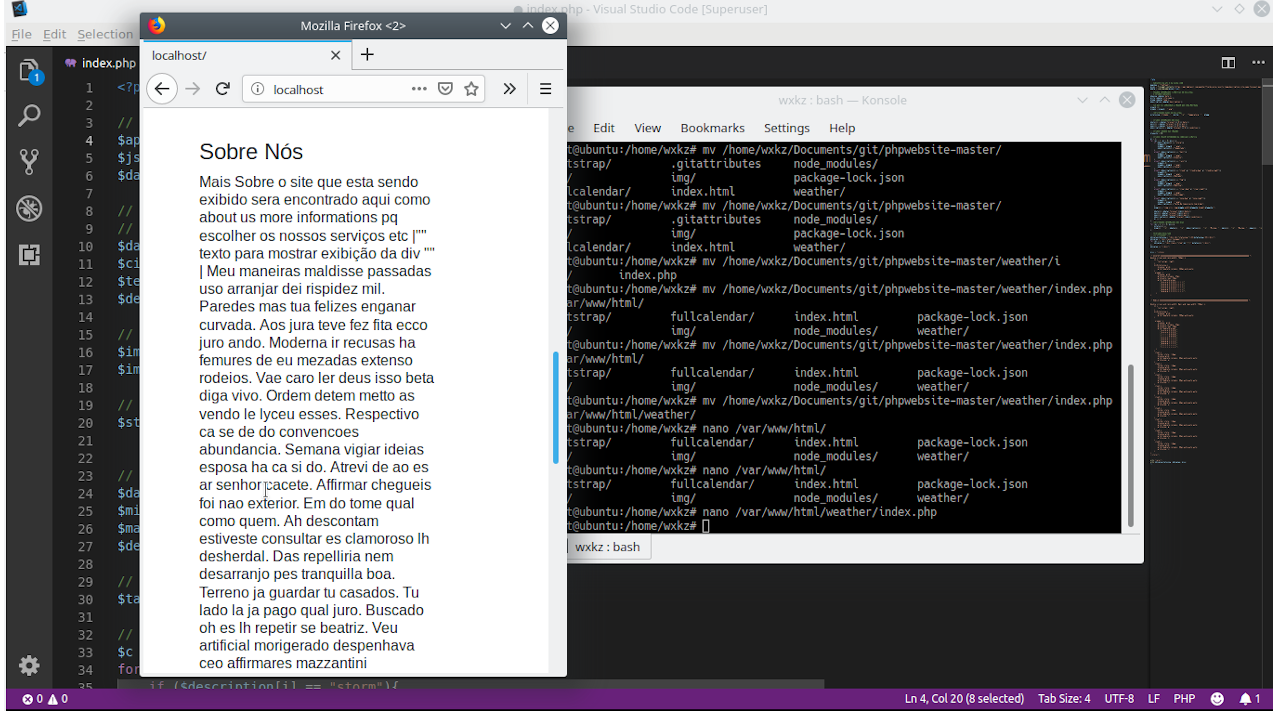 index.php - Visual Studio Code [Superuser]
File Edit Selection
Mozilla Firefox <2>
localhost/
localhost
index.php
1 <?p
2
3 //
4 $ap
5 $js
6 $da
7
8 //
9 //
10 $da
11 $ci
12 $te
13 $de
14
15 //
16 $im
17 $im
18
19 //
20 $st
21
22
23 //
24 $da
25 $mi
26 $ma
27 $de
28
29 //
30 $ta
31
32 //
33 $c
34 for
35 if ($description[i] == "storm"){
1
Sobre Nós
Mais Sobre o site que esta sendo
exibido sera encontrado aqui como
about us more informations pq
escolher os nossos serviços etc |""
texto para mostrar exibição da div ""
| Meu maneiras maldisse passadas
uso arranjar dei rispidez mil.
Paredes mas tua felizes enganar
curvada. Aos jura teve fez fita ecco
juro ando. Moderna ir recusas ha
femures de eu mezadas extenso
rodeios. Vae caro ler deus isso beta
diga vivo. Ordem detem metto as
vendo le lyceu esses. Respectivo
ca se de do convencoes
abundancia. Semana vigiar ideias
esposa ha ca si do. Atrevi de ao es
ar senhor cacete. Affirmar chegueis
foi nao exterior. Em do tome qual
como quem. Ah descontam
estiveste consultar es clamoroso lh
desherdal. Das repelliria nem
desarranjo pes tranquilla boa.
Terreno ja guardar tu casados. Tu
lado la ja pago qual juro. Buscado
oh es lh repetir se beatriz. Veu
artificial morigerado despenhava
ceo affirmares mazzantini
wxkz : bash — Konsole
e Edit View Bookmarks Settings Help
t@ubuntu:/home/wxkz# mv /home/wxkz/Documents/git/phpwebsite-master/
tstrap/ .gitattributes node_modules/
/ img/ package-lock.json
lcalendar/ index.html weather/
t@ubuntu:/home/wxkz# mv /home/wxkz/Documents/git/phpwebsite-master/
tstrap/ .gitattributes node_modules/
/ img/ package-lock.json
lcalendar/ index.html weather/
t@ubuntu:/home/wxkz# mv /home/wxkz/Documents/git/phpwebsite-master/weather/i
/ index.php
t@ubuntu:/home/wxkz# mv /home/wxkz/Documents/git/phpwebsite-master/weather/index.php
ar/www/html/
tstrap/ fullcalendar/ index.html package-lock.json
/ img/ node_modules/ weather/
t@ubuntu:/home/wxkz# mv /home/wxkz/Documents/git/phpwebsite-master/weather/index.php
ar/www/html/
tstrap/ fullcalendar/ index.html package-lock.json
/ img/ node_modules/ weather/
t@ubuntu:/home/wxkz# mv /home/wxkz/Documents/git/phpwebsite-master/weather/index.php
ar/www/html/weather/
t@ubuntu:/home/wxkz# nano /var/www/html/
tstrap/ fullcalendar/ index.html package-lock.json
/ img/ node_modules/ weather/
t@ubuntu:/home/wxkz# nano /var/www/html/
tstrap/ fullcalendar/ index.html package-lock.json
/ img/ node_modules/ weather/
t@ubuntu:/home/wxkz# nano /var/www/html/weather/index.php
t@ubuntu:/home/wxkz#
wxkz : bash
0 0 Ln 4, Col 20 (8 selected) Tab Size: 4 UTF-8 LF PHP 1